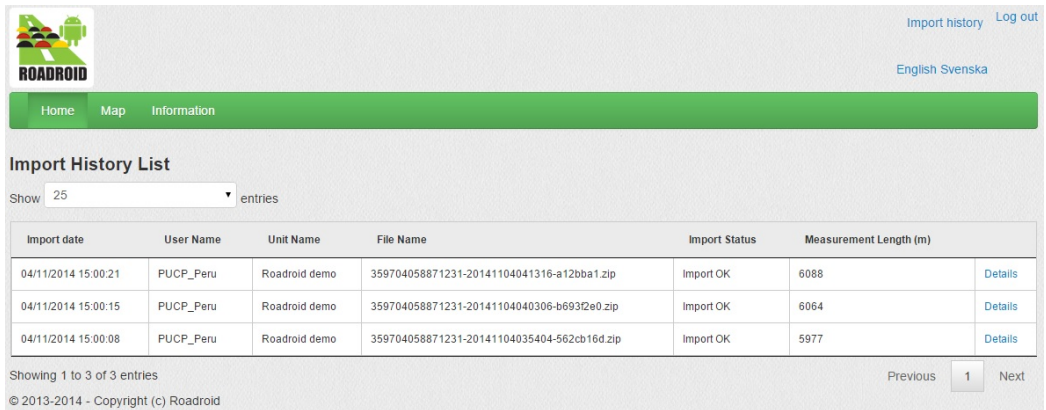 Import history Log out
ROADROID
English Svenska
Home Map Information
Import History List
Show 25 entries
Import date User Name Unit Name File Name Import Status Measurement Length (m)
04/11/2014 15:00:21 PUCP_Peru Roadroid demo 359704058871231-20141104041316-a12bba1.zip Import OK 6088 Details
04/11/2014 15:00:15 PUCP_Peru Roadroid demo 359704058871231-20141104040306-b693f2e0.zip Import OK 6064 Details
04/11/2014 15:00:08 PUCP_Peru Roadroid demo 359704058871231-20141104035404-562cb16d.zip Import OK 5977 Details
Showing 1 to 3 of 3 entries Previous 1 Next
© 2013-2014 - Copyright (c) Roadroid